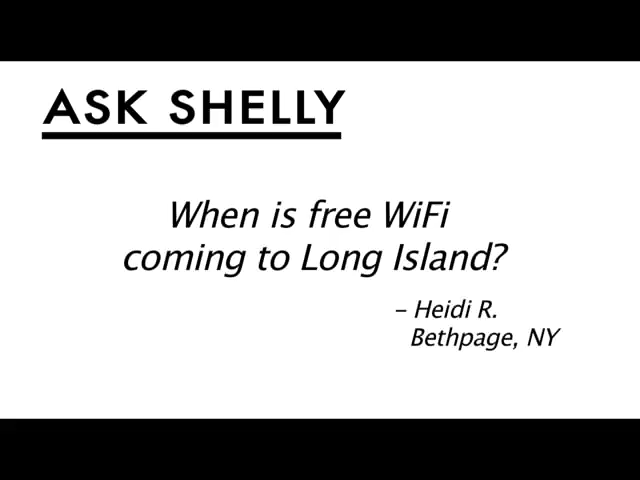 ASK SHELLY
When is free WiFi
coming to Long Island?
– Heidi R.
Bethpage, NY